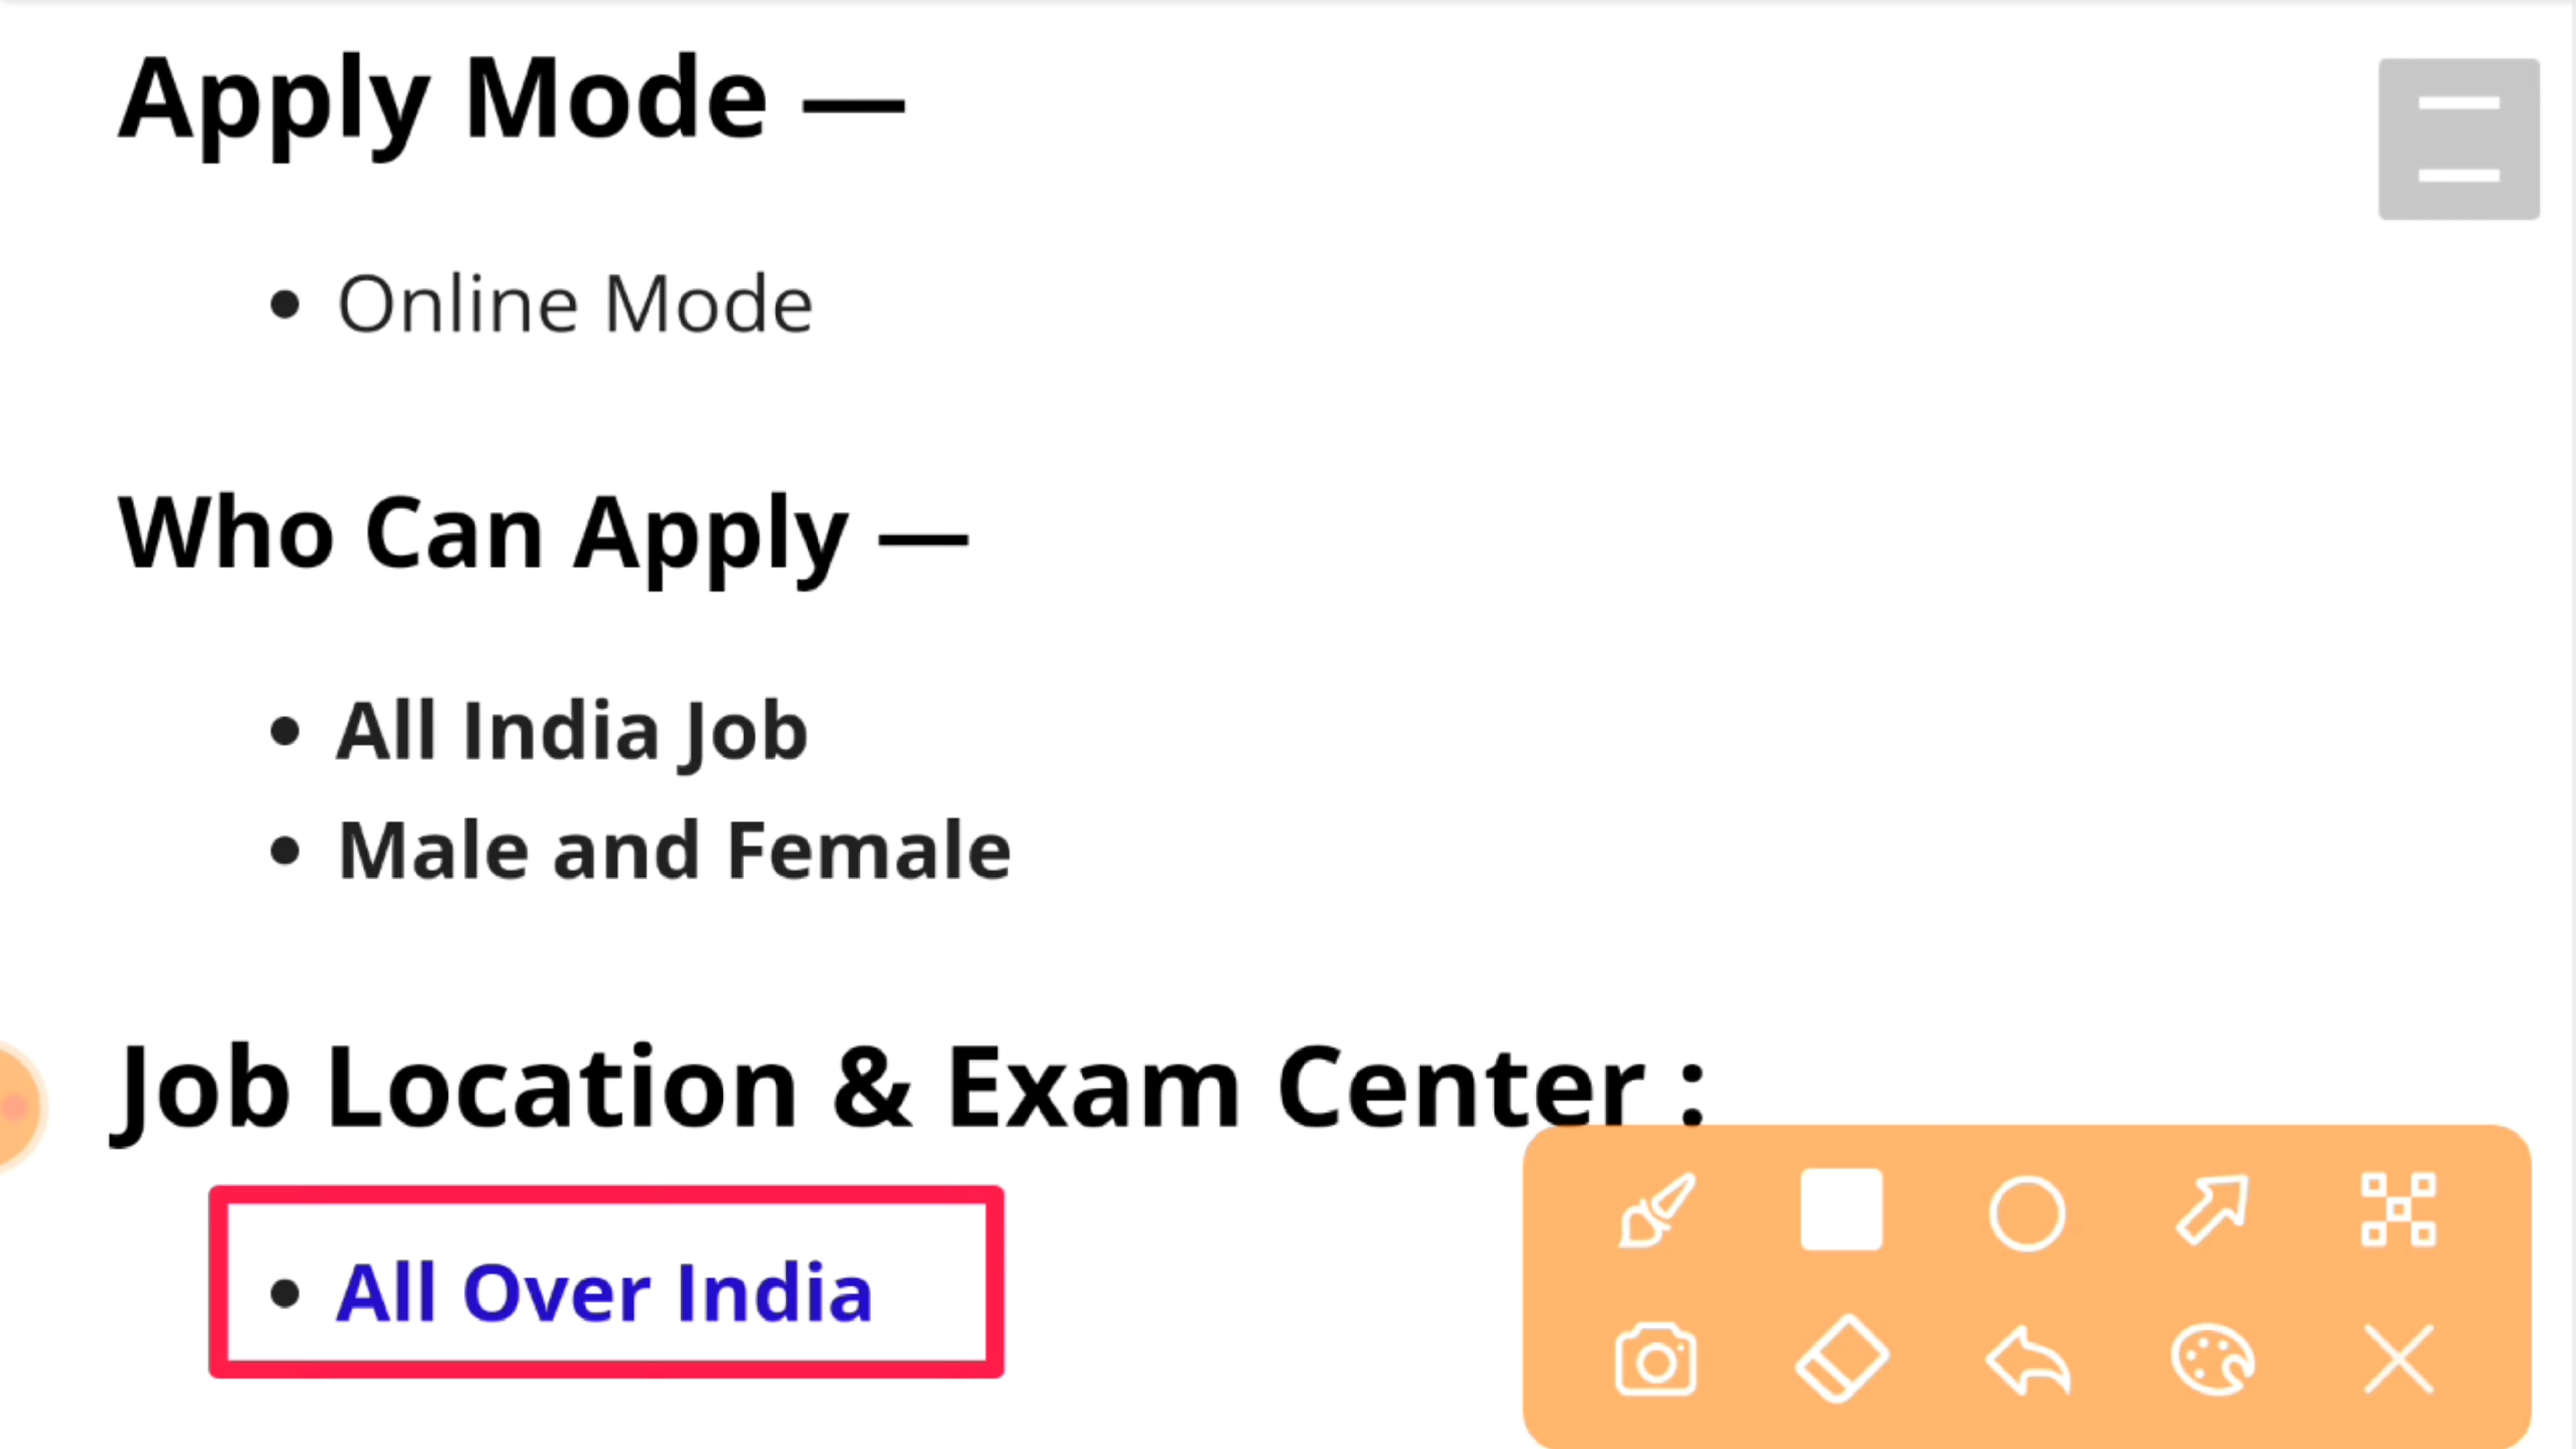 Apply Mode —
Online Mode
Who Can Apply —
All India Job
Male and Female
Job Location & Exam Center :
All Over India